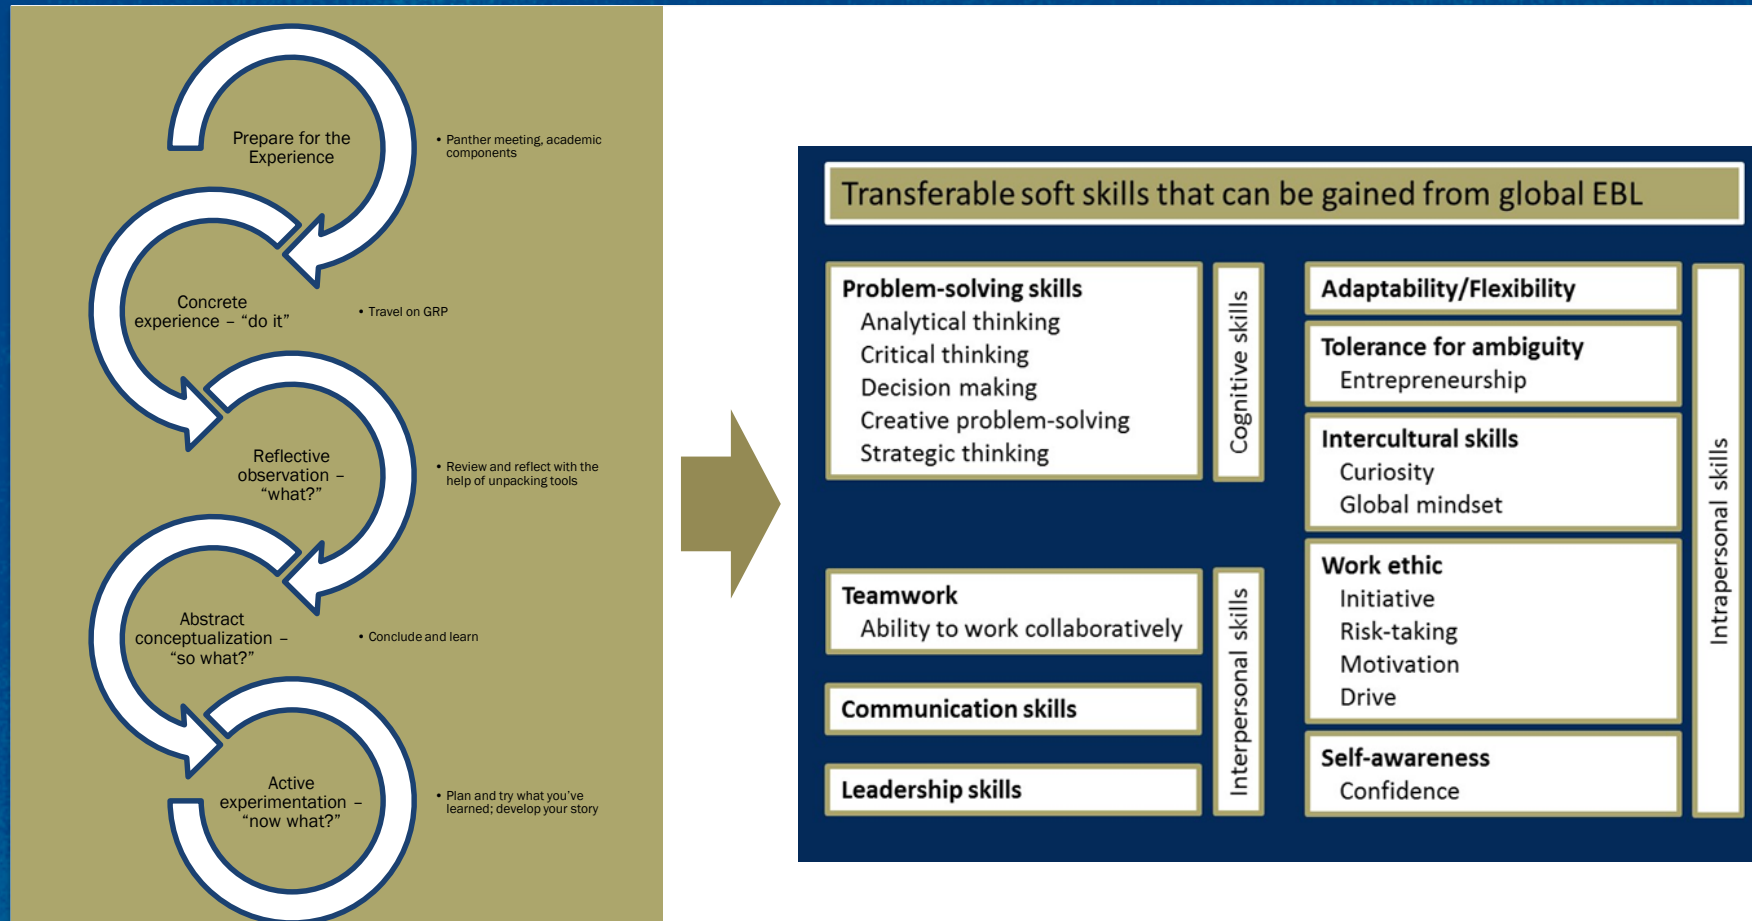 Prepare for the
Experience
• Panther meeting, academic
components
Concrete
experience – “do it”
• Travel on GRP
Reflective
observation –
“what?”
• Review and reflect with the
help of unpacking tools
Abstract
conceptualization –
“so what?”
• Conclude and learn
Active
experimentation –
“now what?”
• Plan and try what you’ve
learned; develop your story
Transferable soft skills that can be gained from global EBL
Problem-solving skills
Analytical thinking
Critical thinking
Decision making
Creative problem-solving
Strategic thinking
Cognitive skills
Teamwork
Ability to work collaboratively
Communication skills
Leadership skills
Interpersonal skills
Adaptability/Flexibility
Tolerance for ambiguity
Entrepreneurship
Intercultural skills
Curiosity
Global mindset
Work ethic
Initiative
Risk-taking
Motivation
Drive
Self-awareness
Confidence
Intrapersonal skills